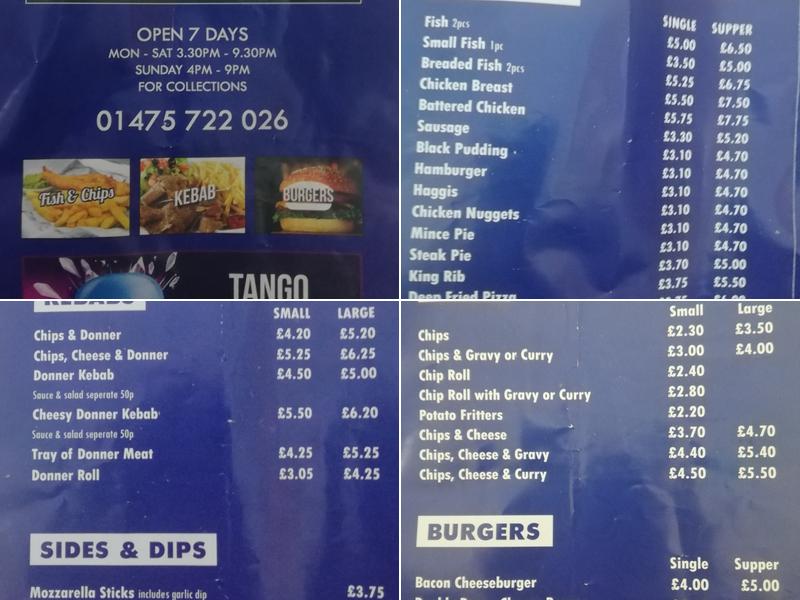 OPEN 7 DAYS
MON - SAT 3.30PM - 9.30PM
SUNDAY 4PM - 9PM
FOR COLLECTIONS
01475 722 026
Fish & Chips KEBAB BURGERS
TANGO
SINGLE SUPPER
Fish 2pcs £5.00 £6.50
Small Fish 1pc £3.50 £5.00
Breaded Fish 2pcs £5.25 £6.75
Chicken Breast £5.50 £7.50
Battered Chicken £5.75 £7.75
Sausage £3.30 £5.20
Black Pudding £3.10 £4.70
Hamburger £3.10 £4.70
Haggis £3.10 £4.70
Chicken Nuggets £3.10 £4.70
Mince Pie £3.10 £4.70
Steak Pie £3.70 £5.00
King Rib £3.75 £5.50
Deep Fried Pizza
KEBABS
SMALL LARGE
Chips & Donner £4.20 £5.20
Chips, Cheese & Donner £5.25 £6.25
Donner Kebab £4.50 £5.00
Sauce & salad seperate 50p
Cheesy Donner Kebab £5.50 £6.20
Sauce & salad seperate 50p
Tray of Donner Meat £4.25 £5.25
Donner Roll £3.05 £4.25
SIDES & DIPS
Mozzarella Sticks includes garlic dip £3.75
Small Large
Chips £2.30 £3.50
Chips & Gravy or Curry £3.00 £4.00
Chip Roll £2.40
Chip Roll with Gravy or Curry £2.80
Potato Fritters £2.20
Chips & Cheese £3.70 £4.70
Chips, Cheese & Gravy £4.40 £5.40
Chips, Cheese & Curry £4.50 £5.50
BURGERS
Single Supper
Bacon Cheeseburger £4.00 £5.00